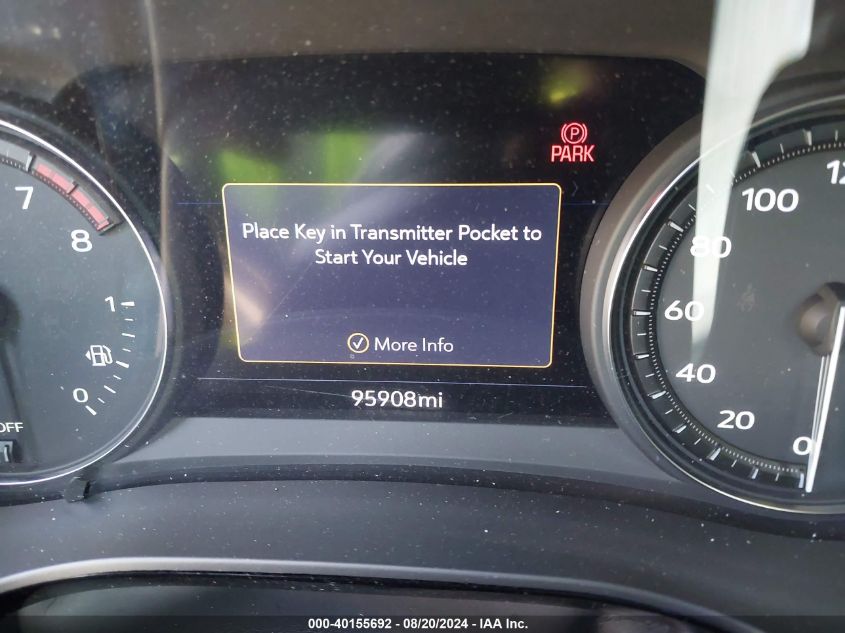 PARK
7
8
1
0
OFF
Place Key in Transmitter Pocket to
Start Your Vehicle
More Info
95908mi
100
80
60
40
20
0
000-40155692 - 08/20/2024 - IAA Inc.